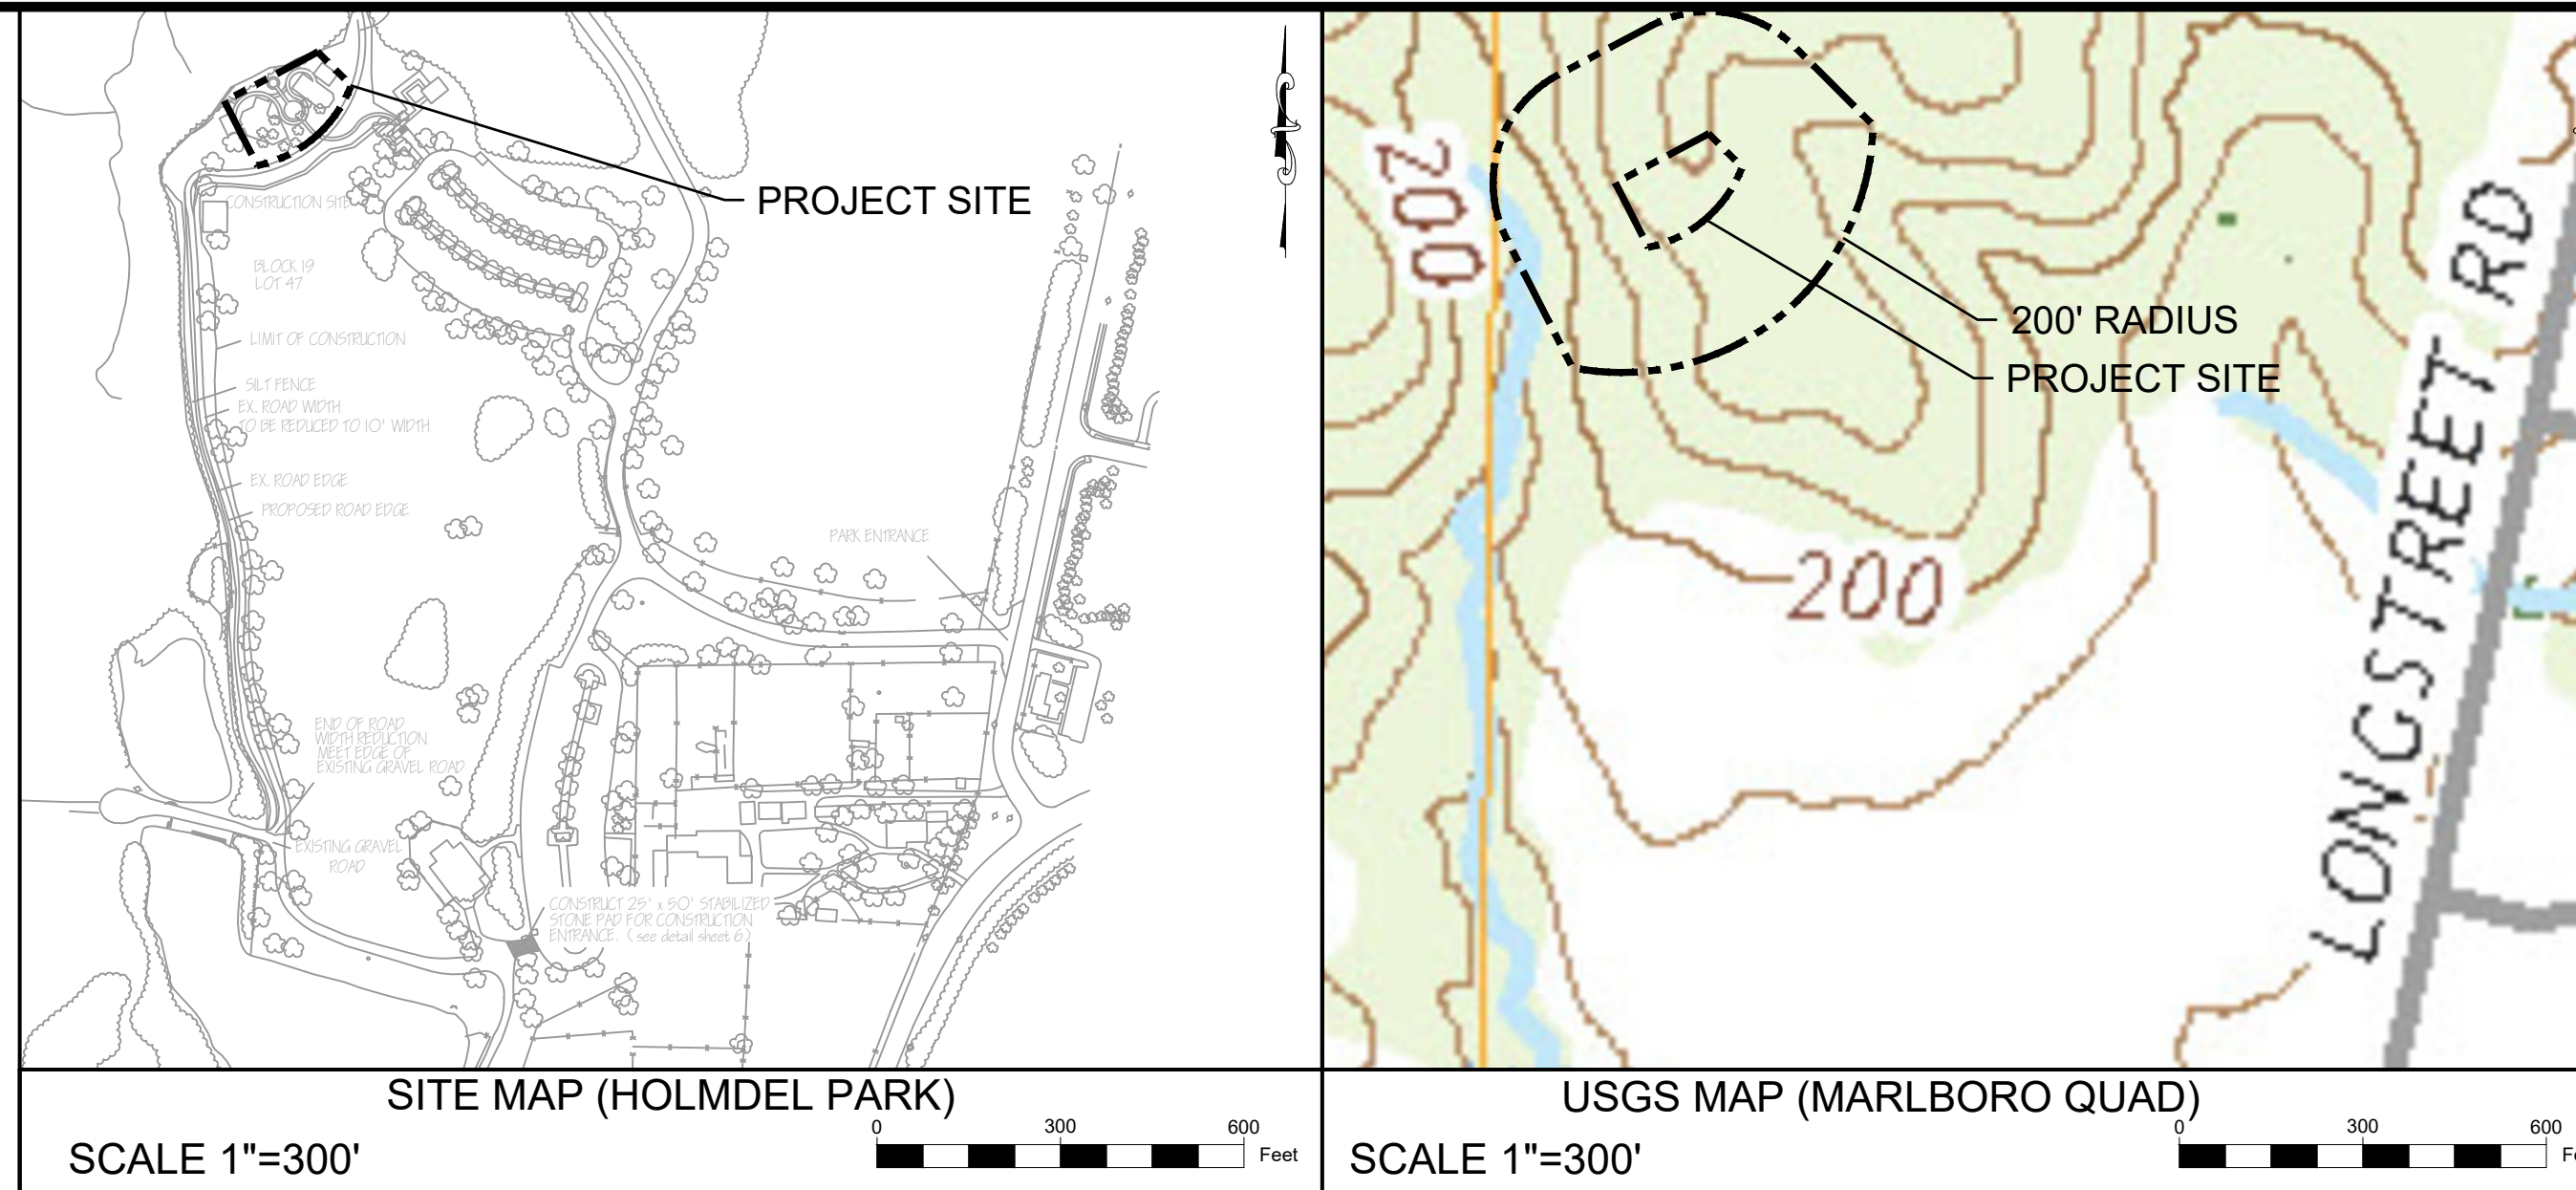 PROJECT SITE
CONSTRUCTION SITE
BLOCK 19
LOT 47
LIMIT OF CONSTRUCTION
SILT FENCE
EX. ROAD WIDTH
TO BE REDUCED TO 10' WIDTH
EX. ROAD EDGE
PROPOSED ROAD EDGE
PARK ENTRANCE
END OF ROAD
WIDTH REDUCTION
MEET EDGE OF
EXISTING GRAVEL ROAD
EXISTING GRAVEL
ROAD
CONSTRUCT 25' x 50' STABILIZED
STONE PAD FOR CONSTRUCTION
ENTRANCE. (see detail sheet 6)
SITE MAP (HOLMDEL PARK)
SCALE 1"=300'
0 300 600
Feet
200
200' RADIUS
PROJECT SITE
200
LONGSTREET RD
USGS MAP (MARLBORO QUAD)
SCALE 1"=300'
0 300 600